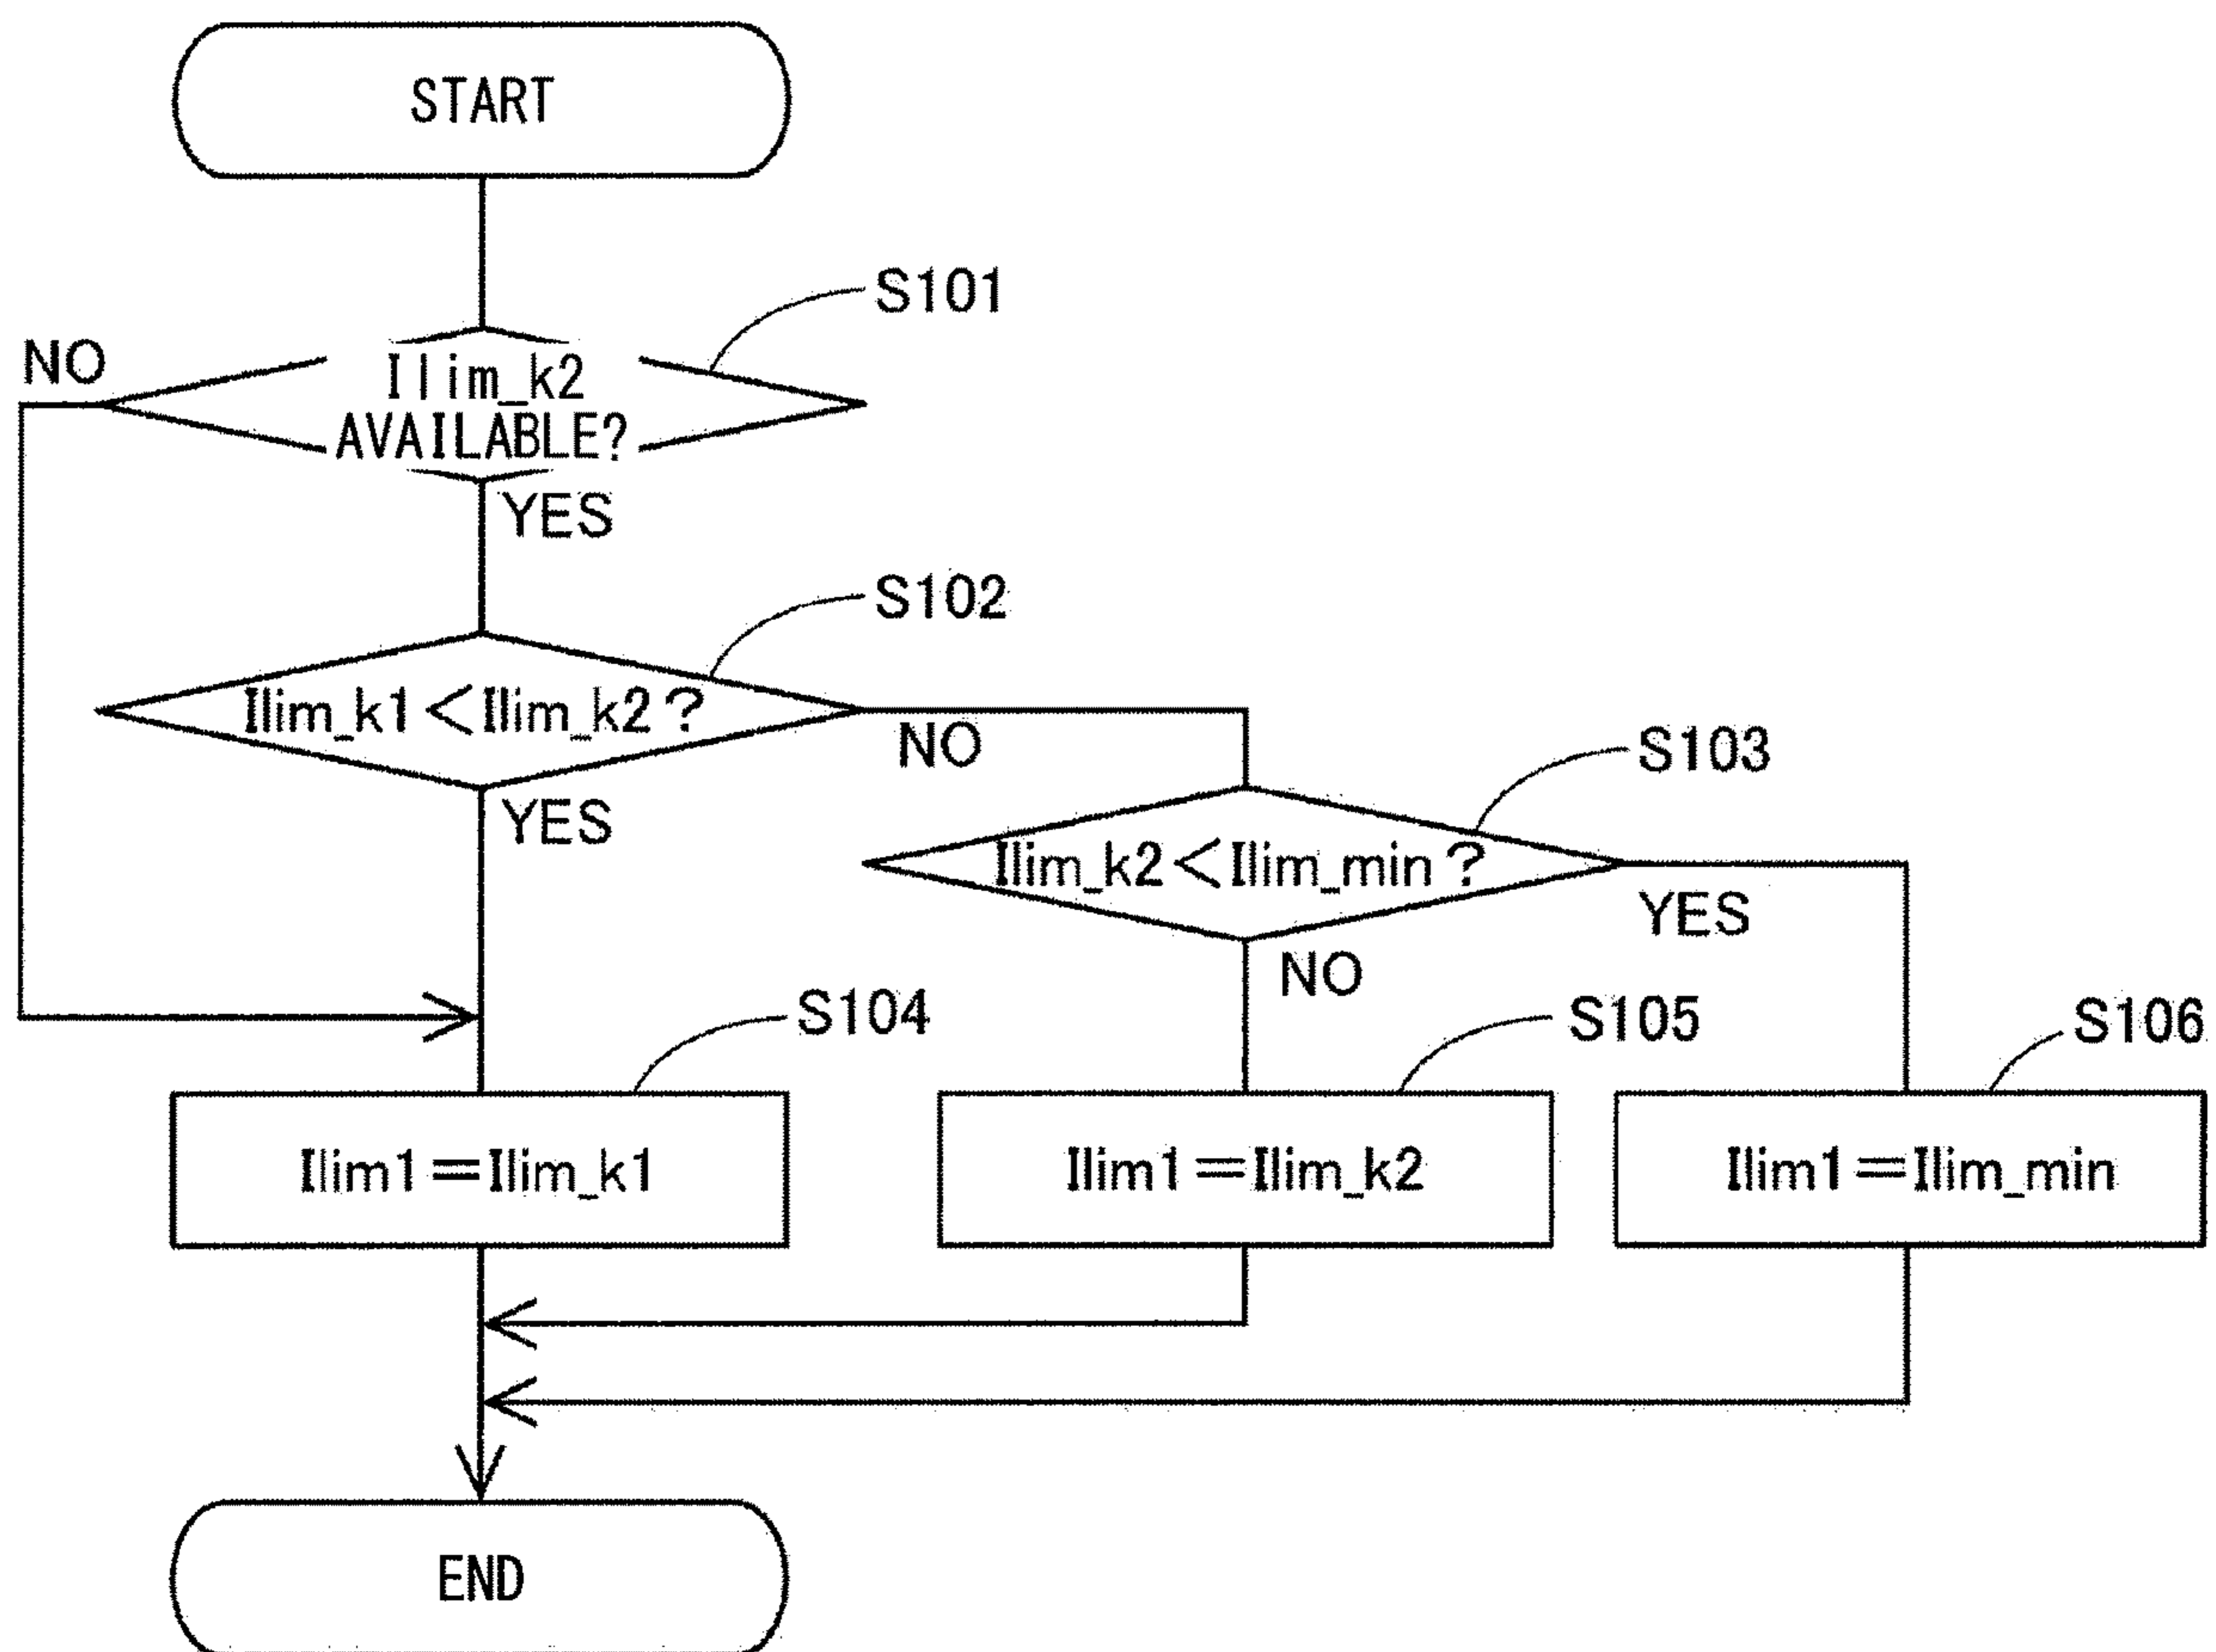 START
S101
NO
Ilim_k2
AVAILABLE?
YES
S102
Ilim_k1<Ilim_k2?
NO
YES
S103
Ilim_k2<Ilim_min?
YES
NO
S104
S105
S106
Ilim1=Ilim_k1
Ilim1=Ilim_k2
Ilim1=Ilim_min
END